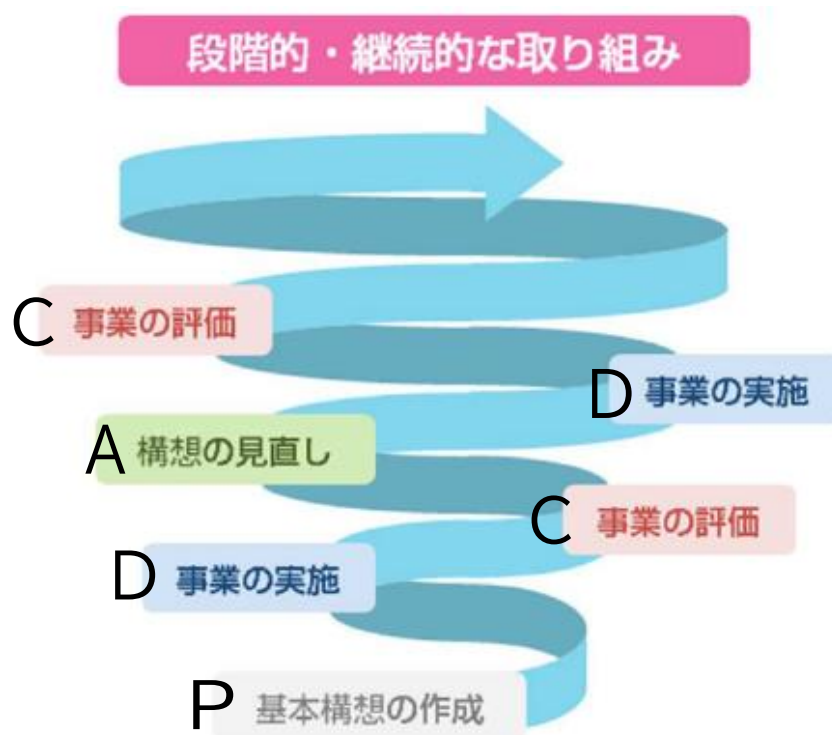 段階的・継続的な取り組み
C 事業の評価
D 事業の実施
A 構想の見直し
C 事業の評価
D 事業の実施
P 基本構想の作成